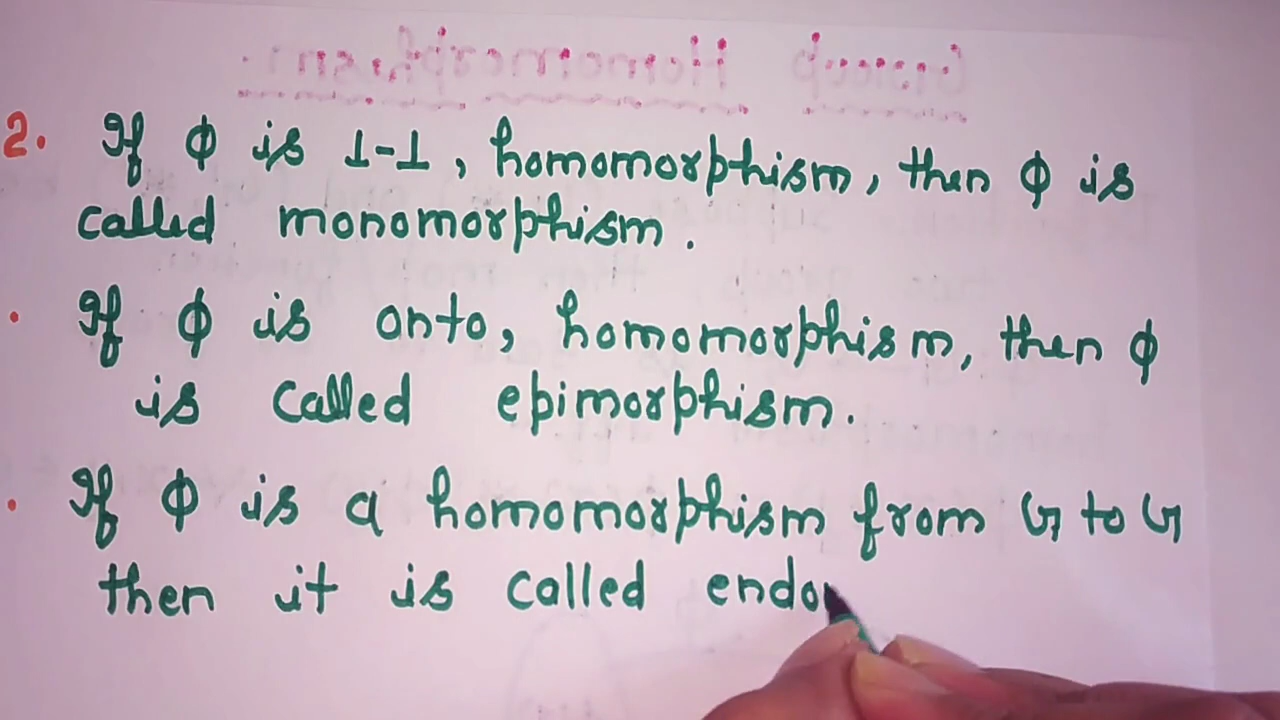 2. If ϕ is 1-1, homomorphism, then ϕ is
called monomorphism.
· If ϕ is onto, homomorphism, then ϕ
is called epimorphism.
· If ϕ is a homomorphism from G to G
then it is called endo